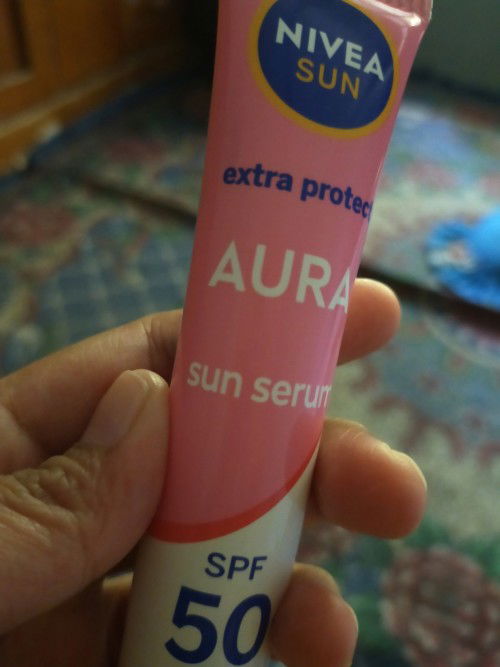 NIVEA
SUN
extra protec
AURA
sun serum
SPF
50